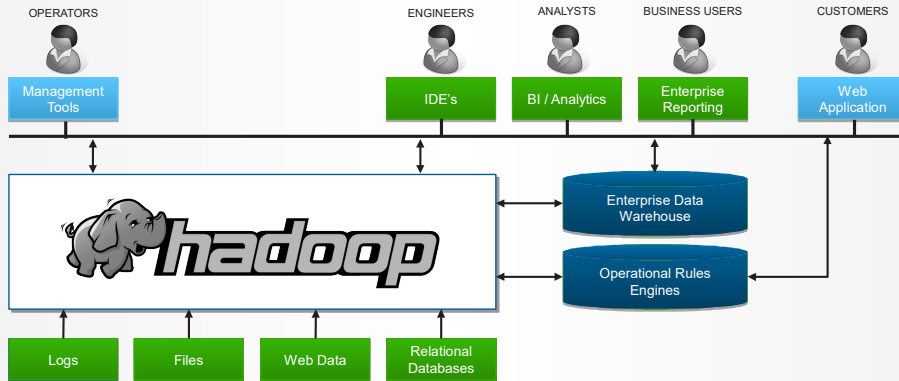 OPERATORS
ENGINEERS
ANALYSTS
BUSINESS USERS
CUSTOMERS
Management
Tools
IDE's
BI / Analytics
Enterprise
Reporting
Web
Application
hadoop
Enterprise Data
Warehouse
Operational Rules
Engines
Logs
Files
Web Data
Relational
Databases